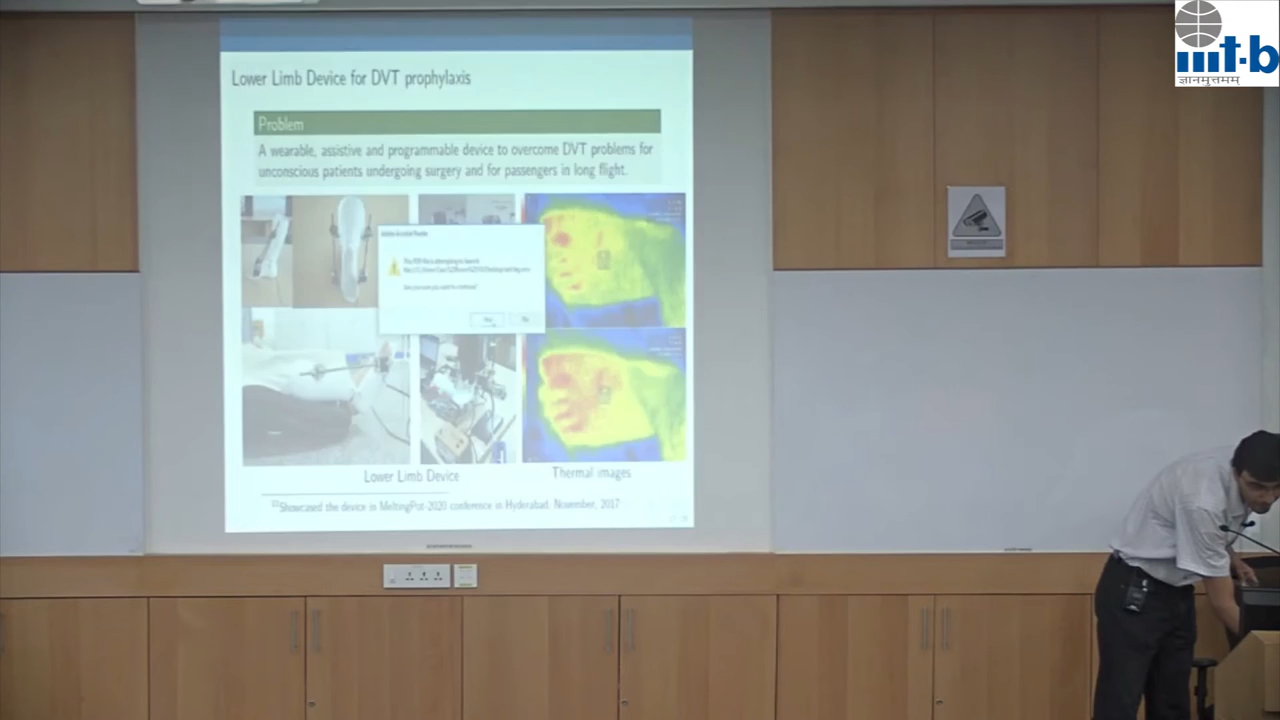 iiit-b
ज्ञानमुत्तमम्
Lower Limb Device for DVT prophylaxis
Problem
A wearable, assistive and programmable device to overcome DVT problems for
unconscious patients undergoing surgery and for passengers in long flight.
Lower Limb Device
Thermal images
Showcased the device in MeltingPot 2020 conference in Hyderabad, November, 2017